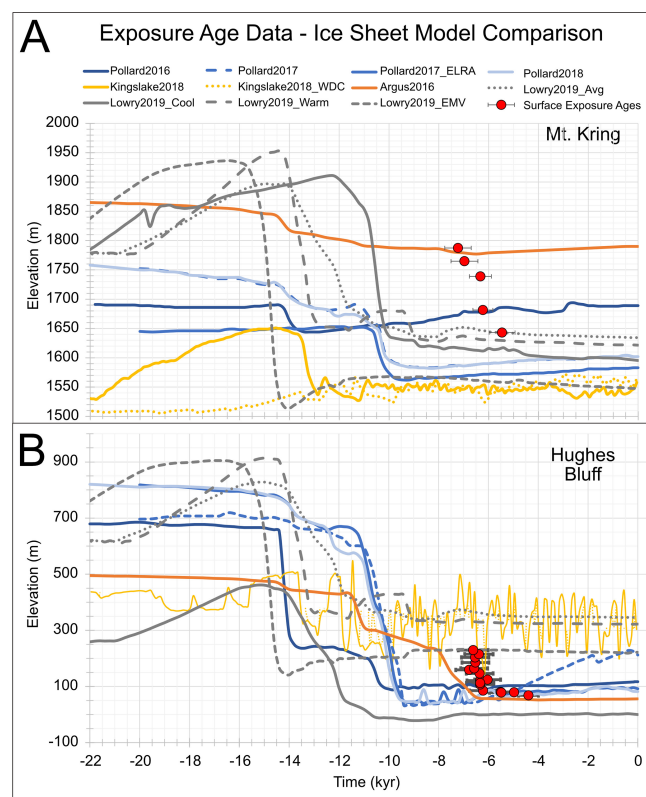 A
Exposure Age Data - Ice Sheet Model Comparison
Pollard2016 Pollard2017 Pollard2017_ELRA Pollard2018
Kingslake2018 Kingslake2018_WDC Argus2016 Lowry2019_Avg
Lowry2019_Cool Lowry2019_Warm Lowry2019_EMV Surface Exposure Ages
Mt. Kring
Elevation (m)
2000
1950
1900
1850
1800
1750
1700
1650
1600
1550
1500
B
Hughes
Bluff
Elevation (m)
900
700
500
300
100
-100
-22 -20 -18 -16 -14 -12 -10 -8 -6 -4 -2 0
Time (kyr)